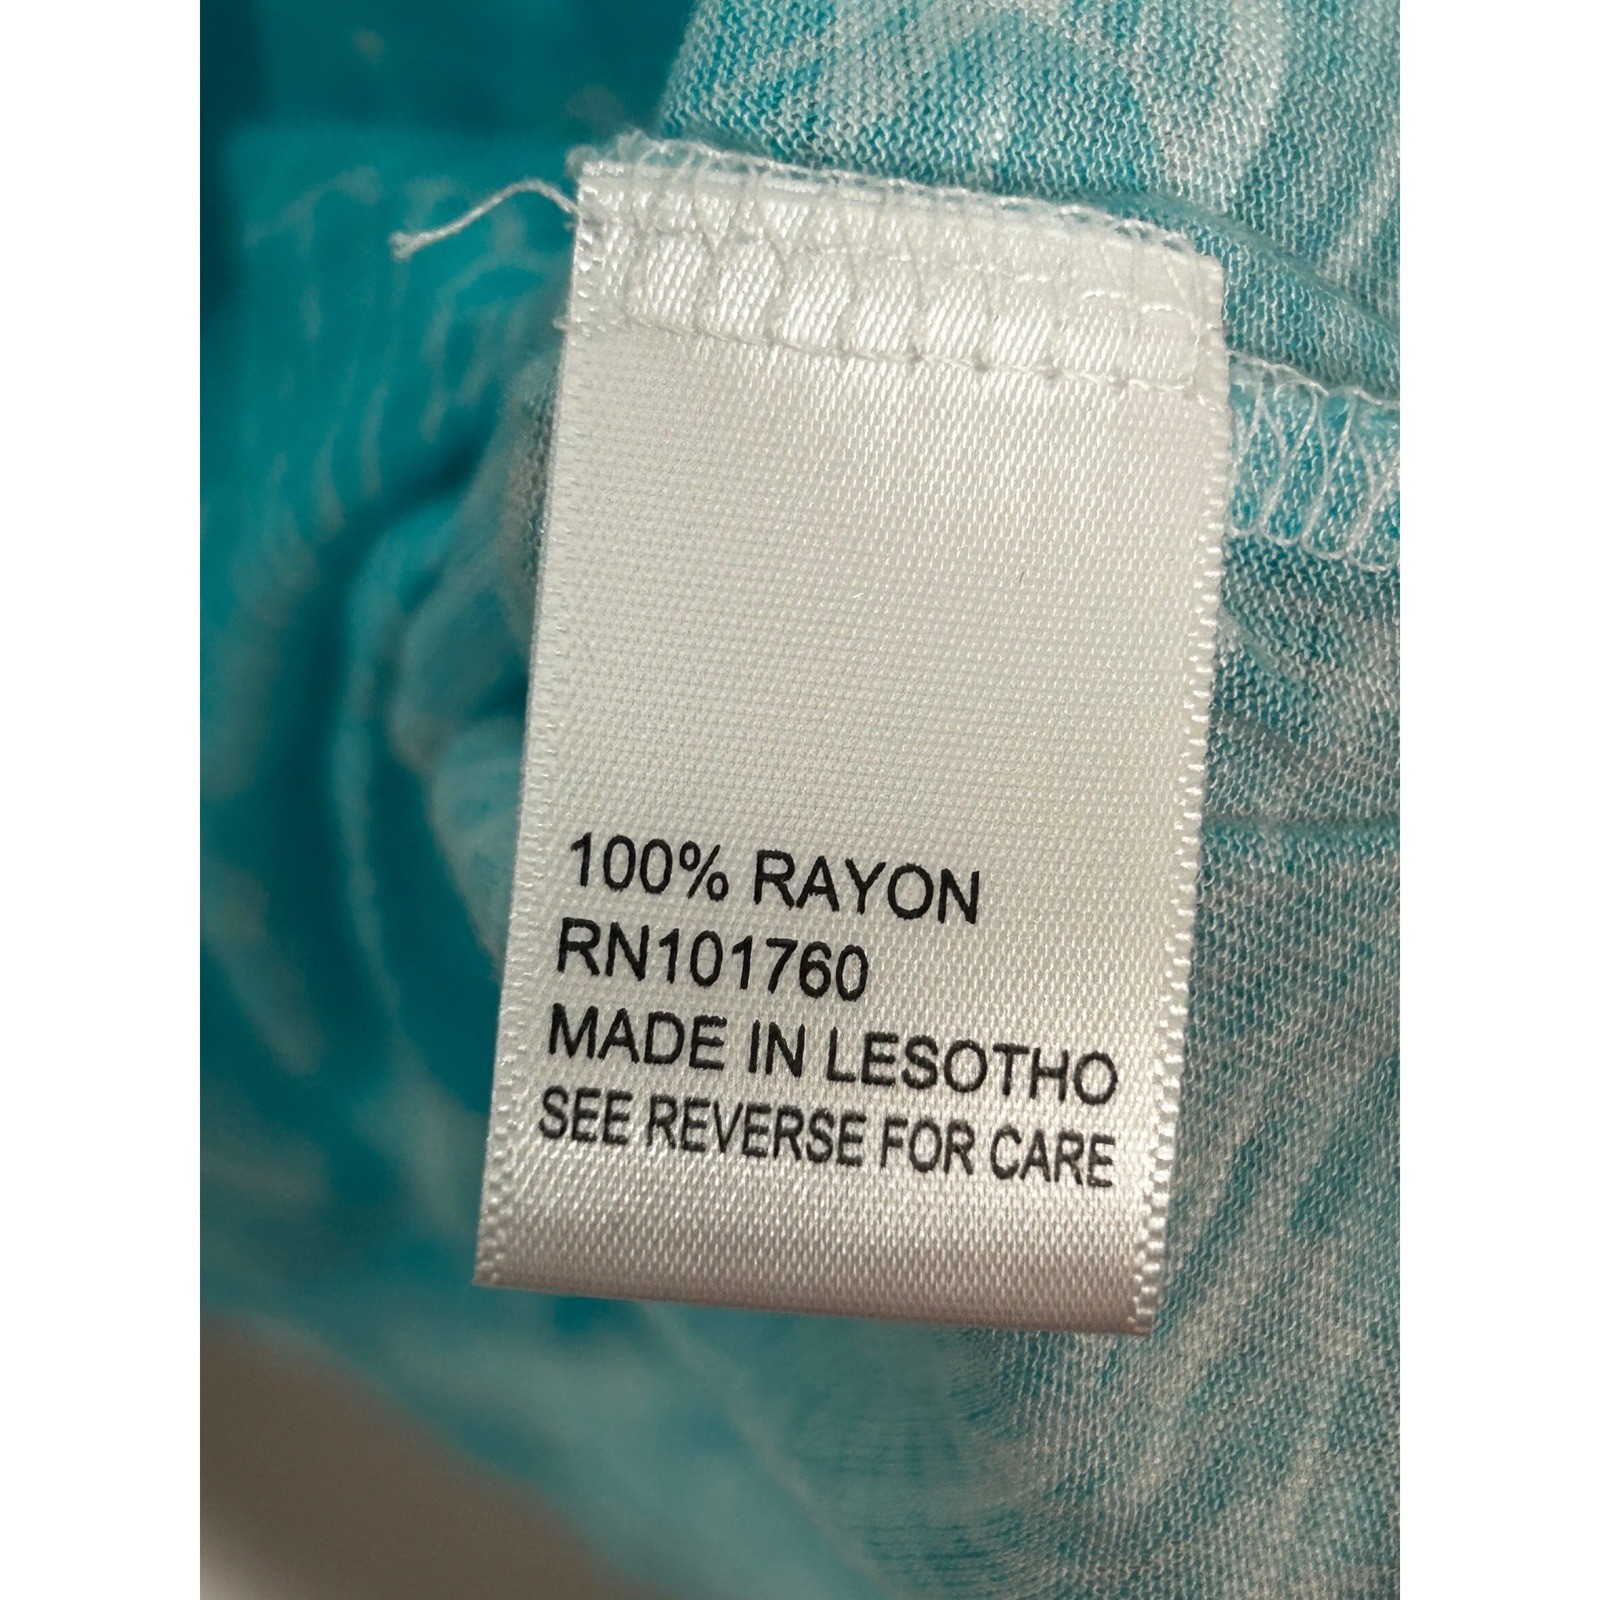 100% RAYON
RN101760
MADE IN LESOTHO
SEE REVERSE FOR CARE